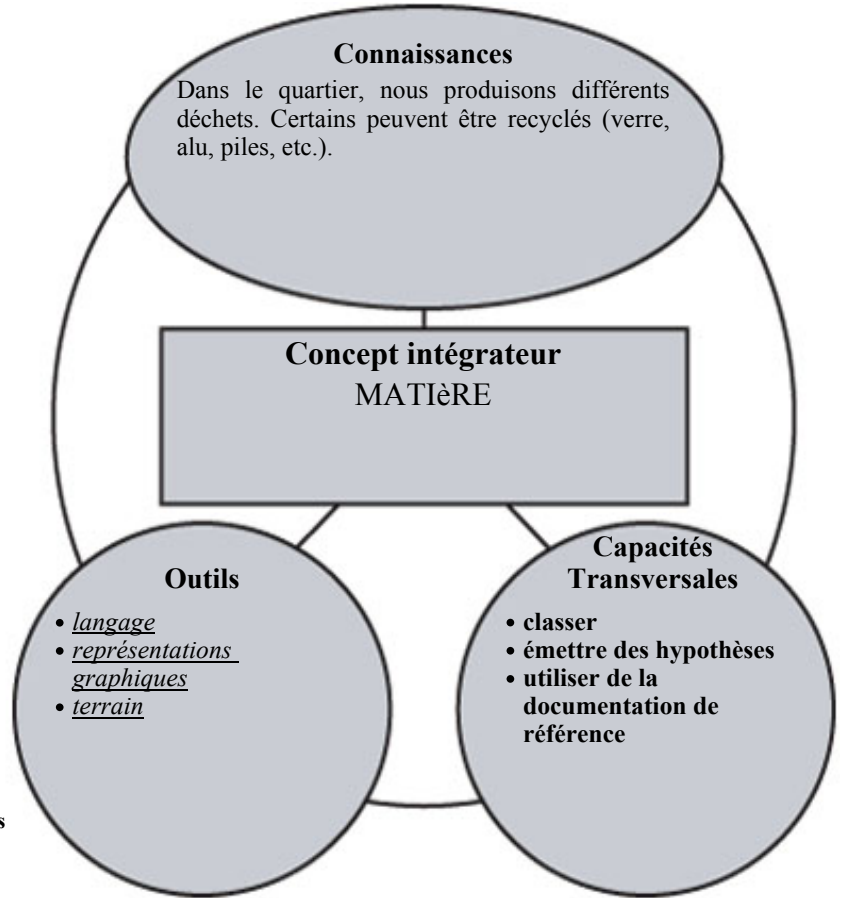 Connaissances
Dans le quartier, nous produisons différents
déchets. Certains peuvent être recyclés (verre,
alu, piles, etc.).
Concept intégrateur
MATIèRE
Outils
• langage
• représentations
graphiques
• terrain
Capacités
Transversales
• classer
• émettre des hypothèses
• utiliser de la
documentation de
référence
s